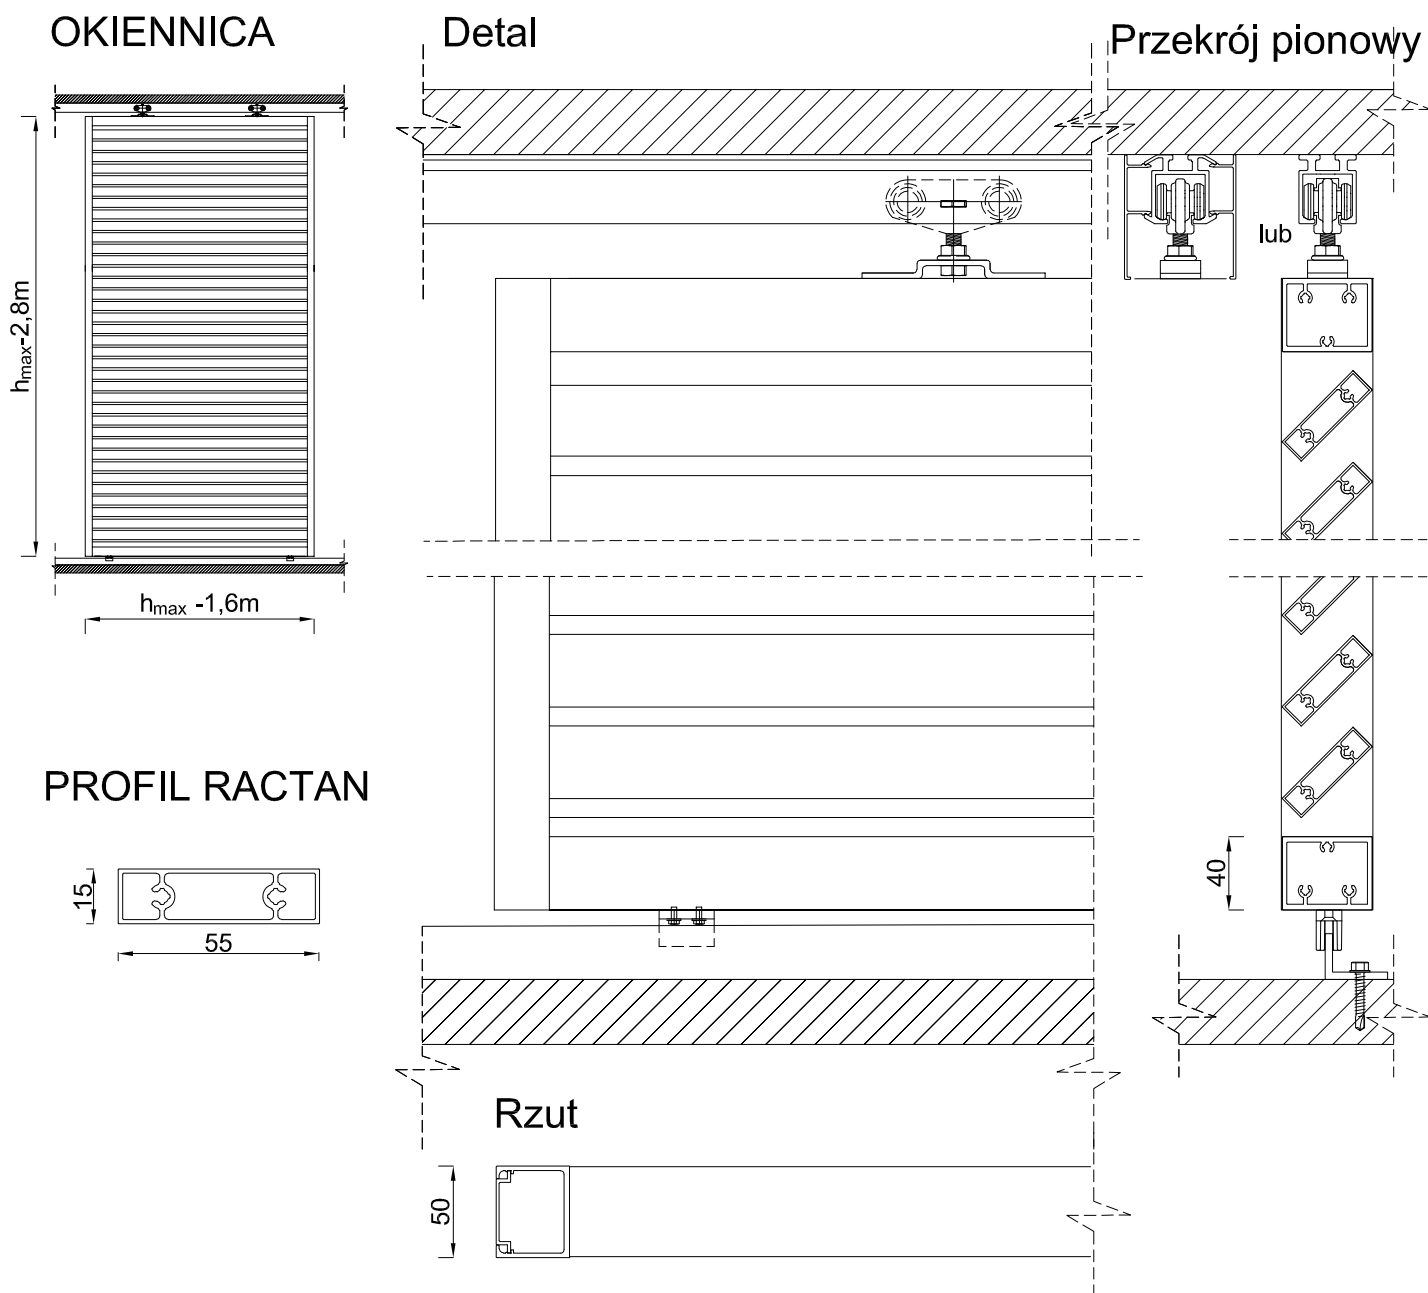 OKIENNICA
Detal
Przekrój pionowy
lub
hmax-2,8m
hmax -1,6m
PROFIL RACTAN
15
55
40
Rzut
50